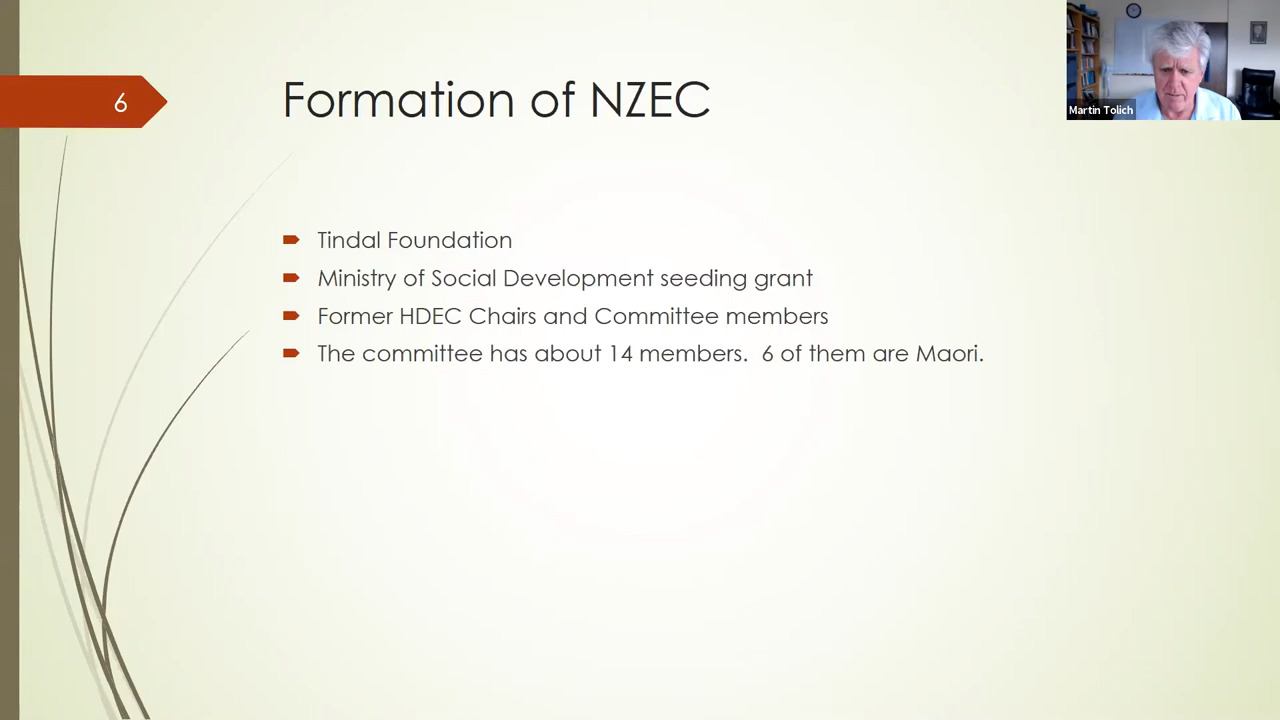 6
Formation of NZEC
Martin Tolich
Tindal Foundation
Ministry of Social Development seeding grant
Former HDEC Chairs and Committee members
The committee has about 14 members.  6 of them are Maori.